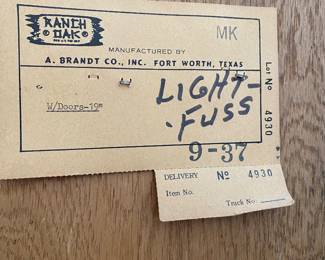 RANCH
OAK
MK
MANUFACTURED BY
A. BRANDT CO., INC. FORT WORTH, TEXAS
W/Doors-19"
LIGHT-
FUSS
9-37
Lot No 4930
DELIVERY No 4930
Item No.
Truck No.